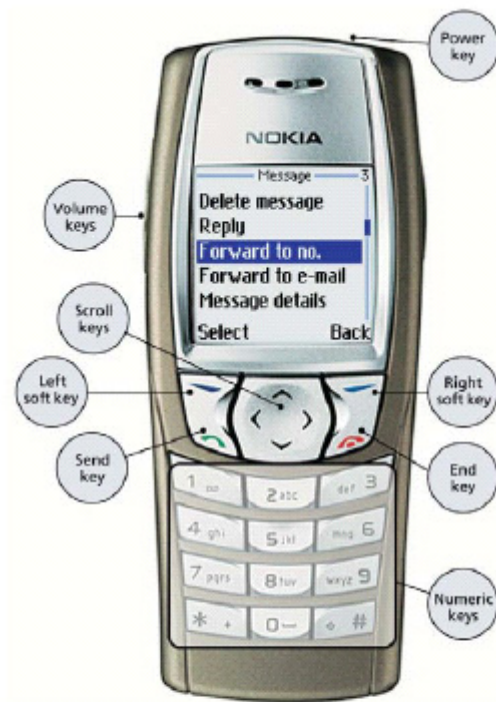 Power
key
NOKIA
Message 3
Delete message
Reply
Forward to no.
Forward to e-mail
Message details
Select Back
Volume
keys
Scroll
keys
Left
soft key
Right
soft key
Send
key
End
key
1 2 abc def 3
4 ghi 5 jkl mno 6
7 pqrs 8 tuv wxyz 9
* + 0 #
Numeric
keys